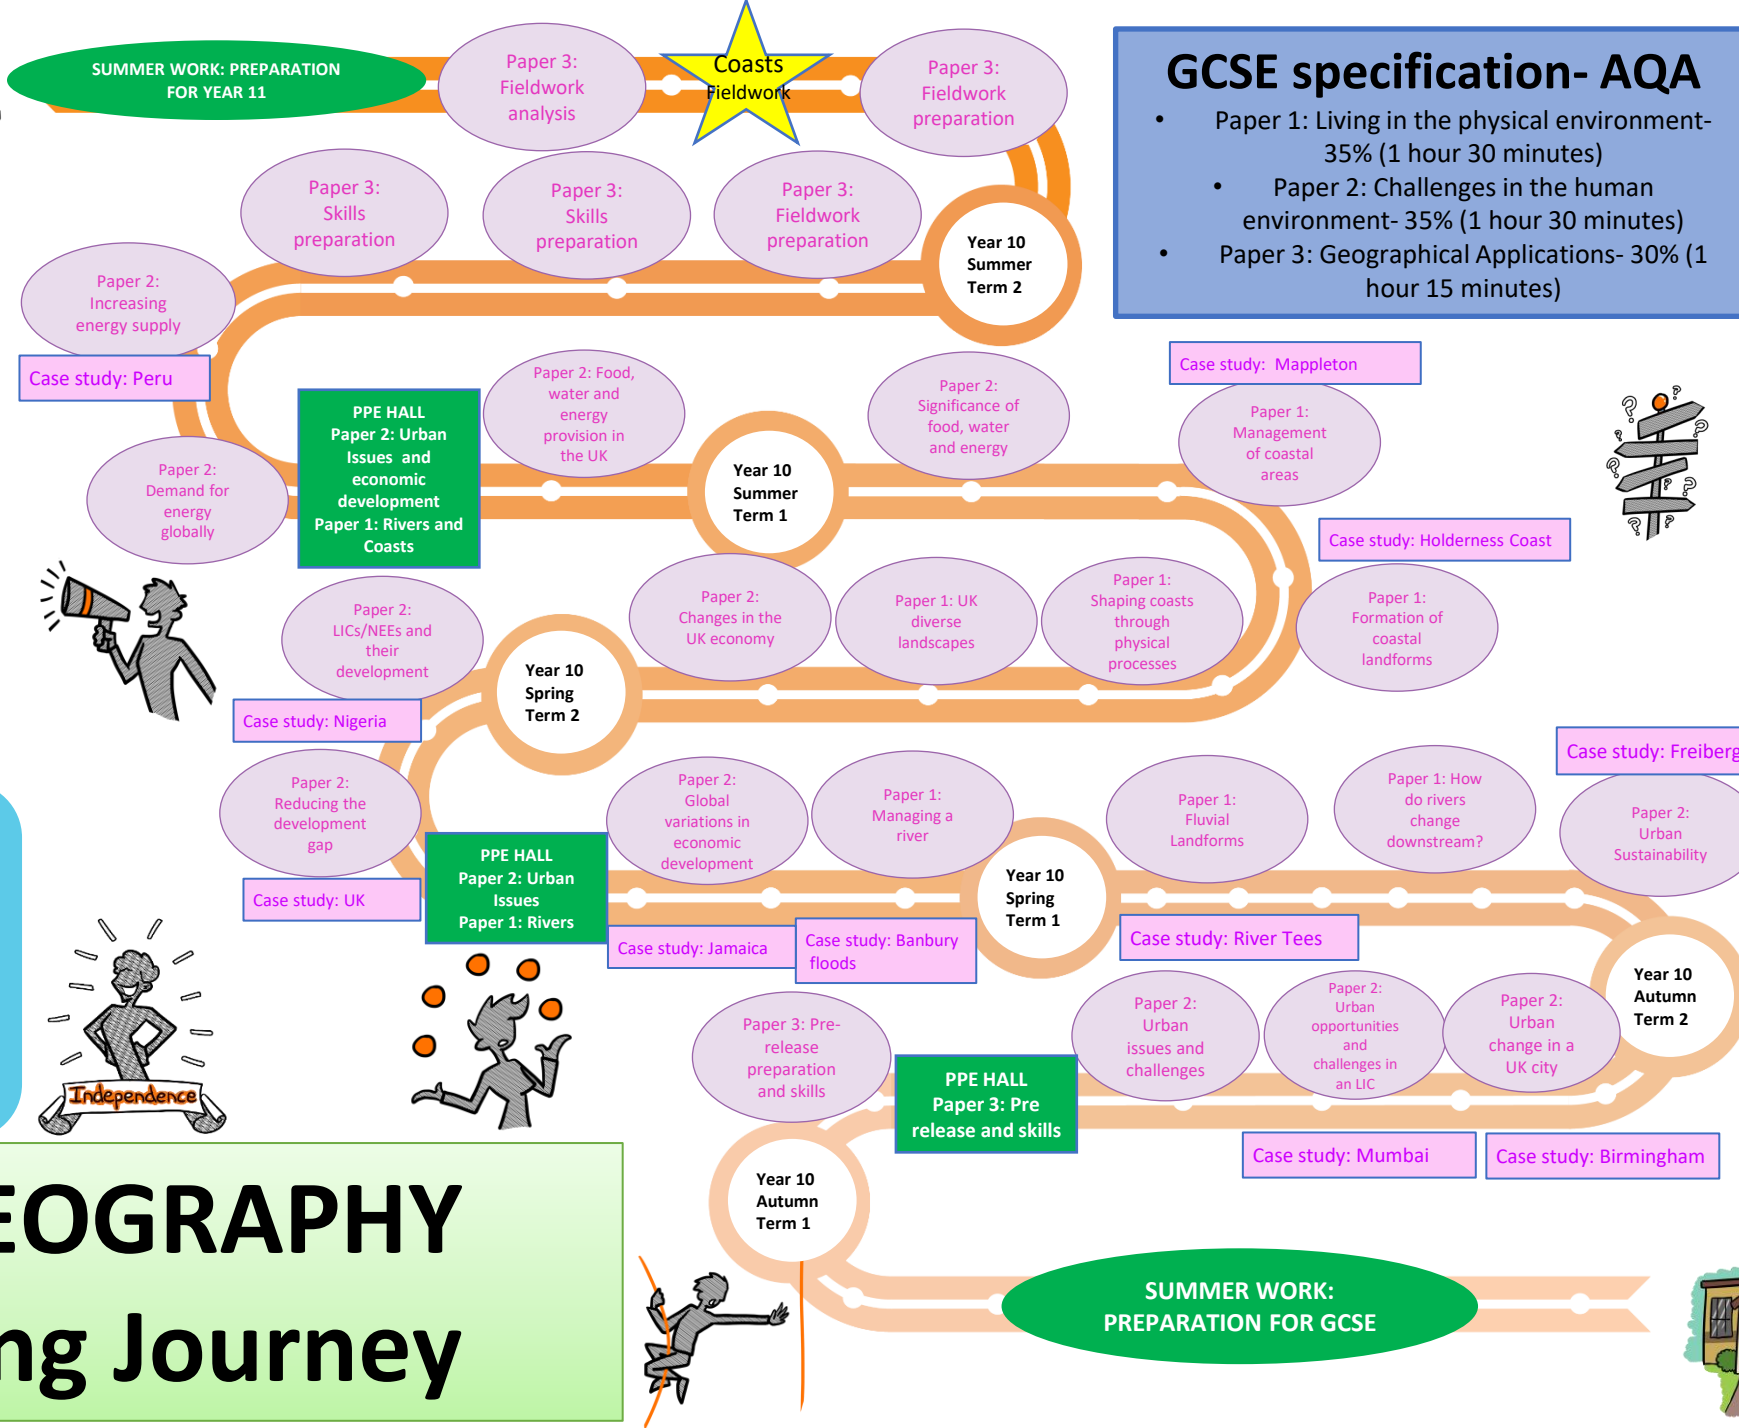 SUMMER WORK: PREPARATION
FOR YEAR 11
Paper 3:
Fieldwork
analysis
Coasts
Fieldwork
Paper 3:
Fieldwork
preparation
GCSE specification- AQA
• Paper 1: Living in the physical environment-
35% (1 hour 30 minutes)
• Paper 2: Challenges in the human
environment- 35% (1 hour 30 minutes)
• Paper 3: Geographical Applications- 30% (1
hour 15 minutes)
Paper 3:
Skills
preparation
Paper 3:
Skills
preparation
Paper 3:
Fieldwork
preparation
Year 10
Summer
Term 2
Paper 2:
Increasing
energy supply
Case study: Peru
Paper 2:
Demand for
energy
globally
PPE HALL
Paper 2: Urban
Issues and
economic
development
Paper 1: Rivers and
Coasts
Paper 2: Food,
water and
energy
provision in
the UK
Year 10
Summer
Term 1
Paper 2:
Significance of
food, water
and energy
Case study: Mappleton
Paper 1:
Management
of coastal
areas
Case study: Holderness Coast
Paper 1:
Formation of
coastal
landforms
Paper 2:
LICs/NEEs and
their
development
Case study: Nigeria
Year 10
Spring
Term 2
Paper 2:
Changes in the
UK economy
Paper 1: UK
diverse
landscapes
Paper 1:
Shaping coasts
through
physical
processes
Paper 2:
Reducing the
development
gap
Case study: UK
PPE HALL
Paper 2: Urban
Issues
Paper 1: Rivers
Paper 2:
Global
variations in
economic
development
Case study: Jamaica
Paper 1:
Managing a
river
Case study: Banbury
floods
Year 10
Spring
Term 1
Paper 1:
Fluvial
Landforms
Case study: River Tees
Paper 1: How
do rivers
change
downstream?
Case study: Freiberg
Paper 2:
Urban
Sustainability
Year 10
Autumn
Term 2
Paper 3: Pre-
release
preparation
and skills
PPE HALL
Paper 3: Pre
release and skills
Paper 2:
Urban
issues and
challenges
Paper 2:
Urban
opportunities
and
challenges in
an LIC
Case study: Mumbai
Paper 2:
Urban
change in a
UK city
Case study: Birmingham
Independence
Year 10
Autumn
Term 1
SUMMER WORK:
PREPARATION FOR GCSE
EOGRAPHY
ng Journey
? ? ? ? ? ? ? ? ?